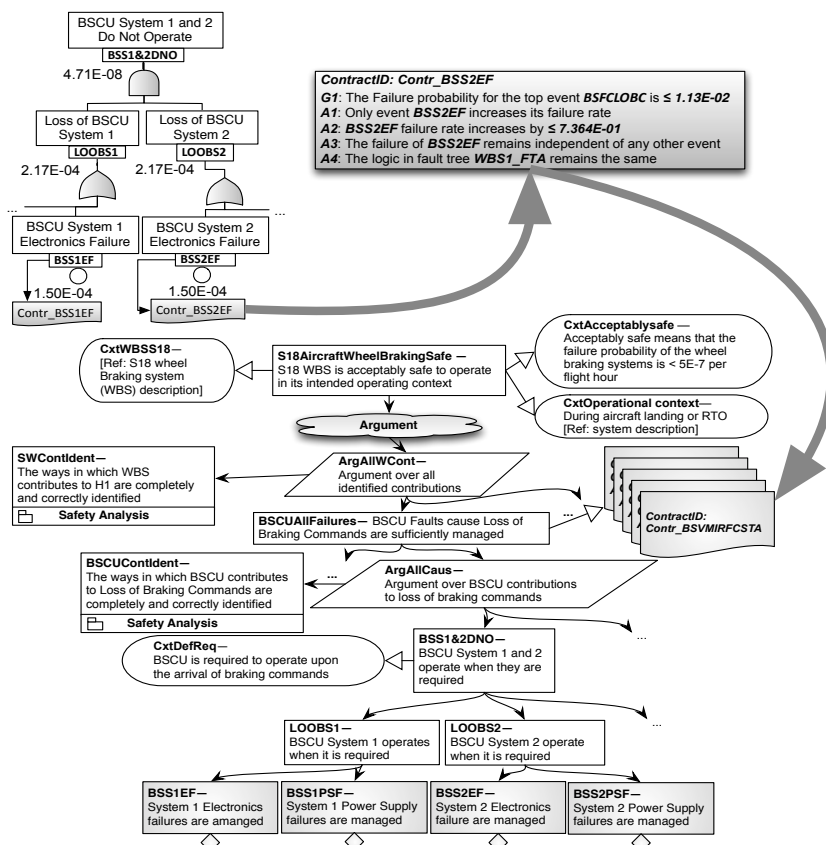 BSCU System 1 and 2
Do Not Operate
BSS1&2DNO
4.71E-08
Loss of BSCU
System 1
Loss of BSCU
System 2
LOOBS1
LOOBS2
2.17E-04
2.17E-04
...
...
BSCU System 1
Electronics Failure
BSCU System 2
Electronics Failure
BSS1EF
BSS2EF
1.50E-04
1.50E-04
Contr_BSS1EF
Contr_BSS2EF
ContractID: Contr_BSS2EF
G1: The Failure probability for the top event BSFCLOBC is ≤ 1.13E-02
A1: Only event BSS2EF increases its failure rate
A2: BSS2EF failure rate increases by ≤ 7.364E-01
A3: The failure of BSS2EF remains independent of any other event
A4: The logic in fault tree WBS1_FTA remains the same
CxtWBSS18—
[Ref: S18 wheel
Braking system
(WBS) description]
S18AircraftWheelBrakingSafe —
S18 WBS is acceptably safe to operate
in its intended operating context
CxtAcceptablysafe —
Acceptably safe means that the
failure probability of the wheel
braking systems is < 5E-7 per
flight hour
CxtOperational context—
During aircraft landing or RTO
[Ref: system description]
Argument
SWContIdent—
The ways in which WBS
contributes to H1 are completely
and correctly identified
Safety Analysis
ArgAllWCont—
Argument over all
identified contributions
BSCUAllFailures— BSCU Faults cause Loss of
Braking Commands are sufficiently managed
...
ContractID:
Contr_BSVMIRFCSTA
BSCUContIdent—
The ways in which BSCU contributes
to Loss of Braking Commands are
completely and correctly identified
Safety Analysis
...
ArgAllCaus—
Argument over BSCU contributions
to loss of braking commands
CxtDefReq—
BSCU is required to operate upon
the arrival of braking commands
BSS1&2DNO—
BSCU System 1 and 2
operate when they are
required
...
LOOBS1—
BSCU System 1 operates
when it is required
LOOBS2—
BSCU System 2 operate
when it is required
...
BSS1EF—
System 1 Electronics
failures are amanged
BSS1PSF—
System 1 Power Supply
failures are managed
BSS2EF—
System 2 Electronics
failure are managed
BSS2PSF—
System 2 Power Supply
failures are managed